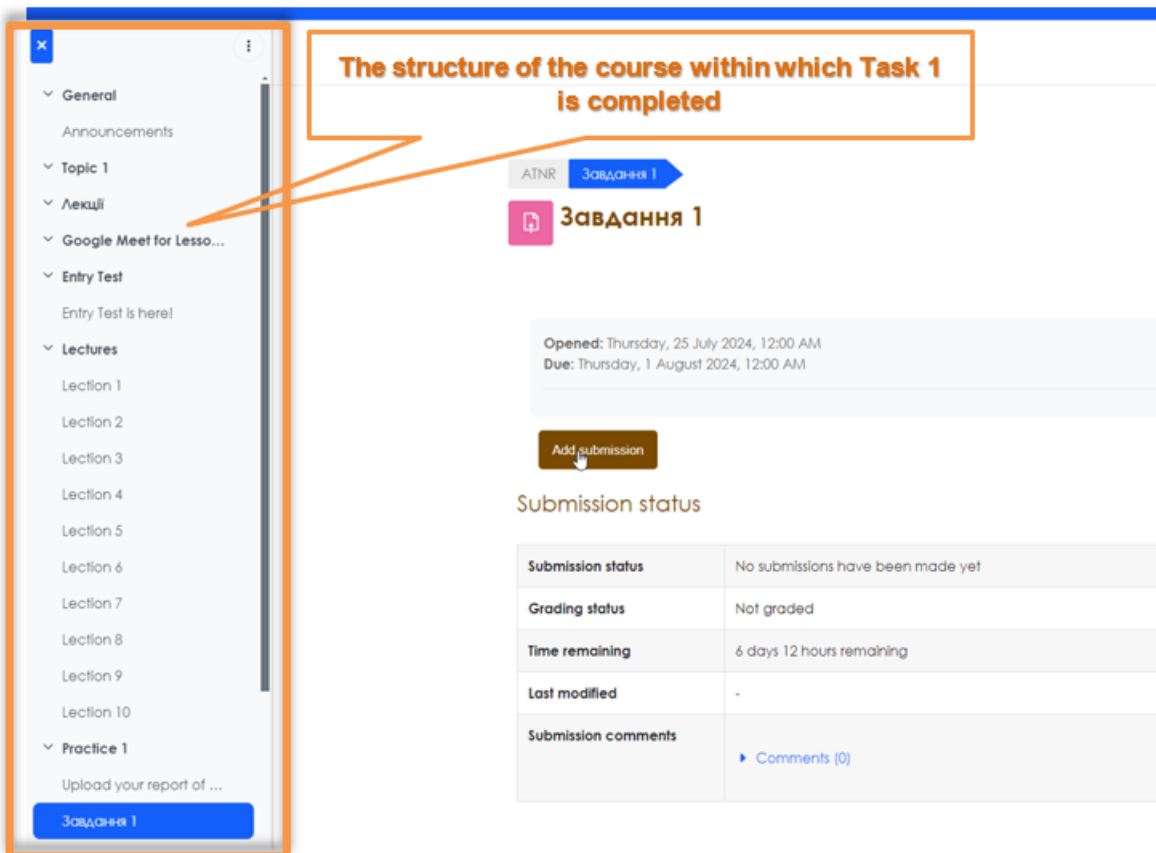 The structure of the course within which Task 1
is completed
General
Announcements
Topic 1
Лекції
Google Meet for Lesso...
Entry Test
Entry Test is here!
Lectures
Lection 1
Lection 2
Lection 3
Lection 4
Lection 5
Lection 6
Lection 7
Lection 8
Lection 9
Lection 10
Practice 1
Upload your report of ...
Завдання 1
ATNR Завдання 1
Завдання 1
Opened: Thursday, 25 July 2024, 12:00 AM
Due: Thursday, 1 August 2024, 12:00 AM
Add submission
Submission status
Submission status No submissions have been made yet
Grading status Not graded
Time remaining 6 days 12 hours remaining
Last modified -
Submission comments
Comments (0)